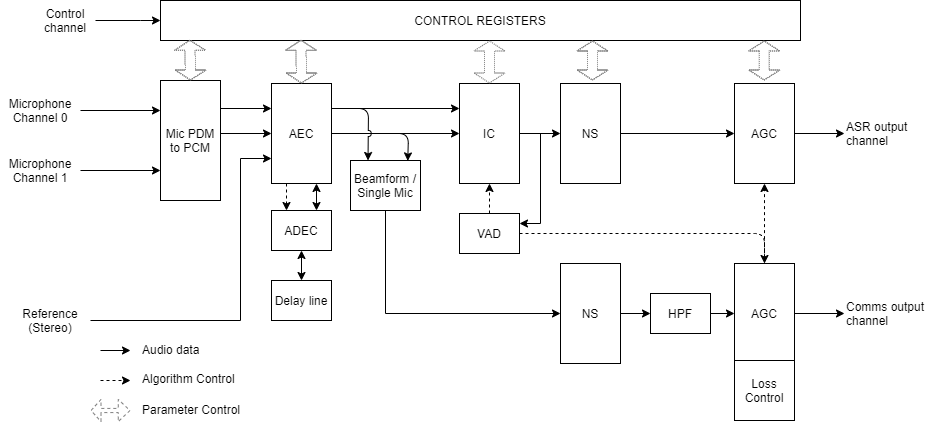 Control
channel
CONTROL REGISTERS
Microphone
Channel 0
Microphone
Channel 1
Mic PDM
to PCM
AEC
IC
NS
AGC
ASR output
channel
Beamform /
Single Mic
ADEC
VAD
Delay line
Reference
(Stereo)
NS
HPF
AGC
Comms output
channel
Loss
Control
Audio data
Algorithm Control
Parameter Control